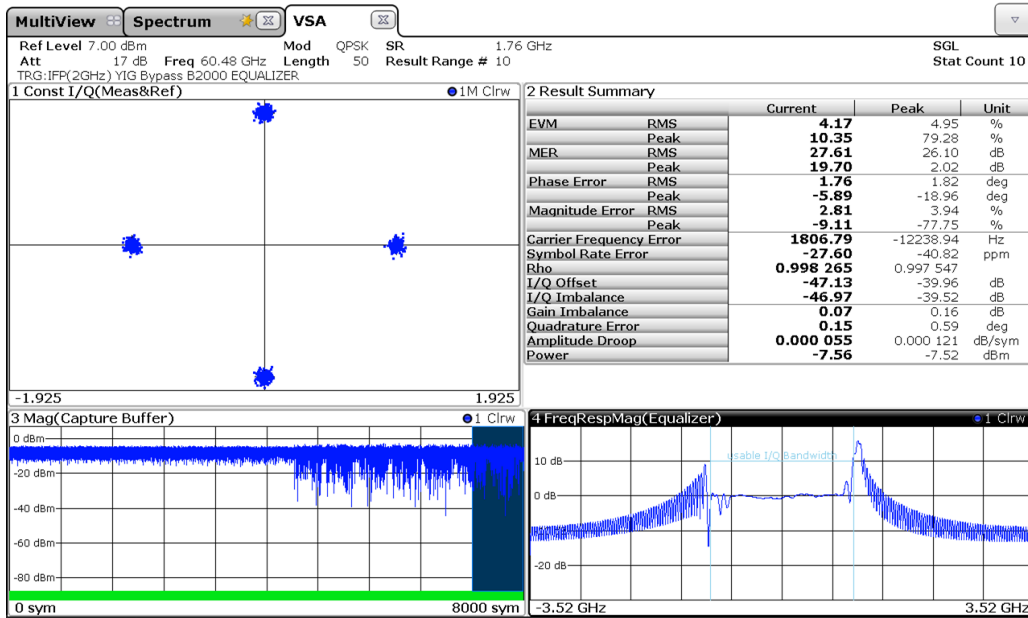 MultiView Spectrum VSA
Ref Level 7.00 dBm Mod QPSK SR 1.76 GHz SGL
Att 17 dB Freq 60.48 GHz Length 50 Result Range # 10 Stat Count 10
TRG:IFP(2GHz) YIG Bypass B2000 EQUALIZER
1 Const I/Q(Meas&Ref) 1M Clrw
-1.925 1.925
2 Result Summary
Current Peak Unit
EVM RMS 4.17 4.95 %
Peak 10.35 79.28 %
MER RMS 27.61 26.10 dB
Peak 19.70 2.02 dB
Phase Error RMS 1.76 1.82 deg
Peak -5.89 -18.96 deg
Magnitude Error RMS 2.81 3.94 %
Peak -9.11 -77.75 %
Carrier Frequency Error 1806.79 -12238.94 Hz
Symbol Rate Error -27.60 -40.82 ppm
Rho 0.998 265 0.997 547
I/Q Offset -47.13 -39.96 dB
I/Q Imbalance -46.97 -39.52 dB
Gain Imbalance 0.07 0.16 dB
Quadrature Error 0.15 0.59 deg
Amplitude Droop 0.000 055 0.000 121 dB/sym
Power -7.56 -7.52 dBm
3 Mag(Capture Buffer) 1 Clrw
0 dBm
-20 dBm
-40 dBm
-60 dBm
-80 dBm
0 sym 8000 sym
4 FreqRespMag(Equalizer) 1 Clrw
usable I/Q Bandwidth
10 dB
0 dB
-20 dB
-3.52 GHz 3.52 GHz